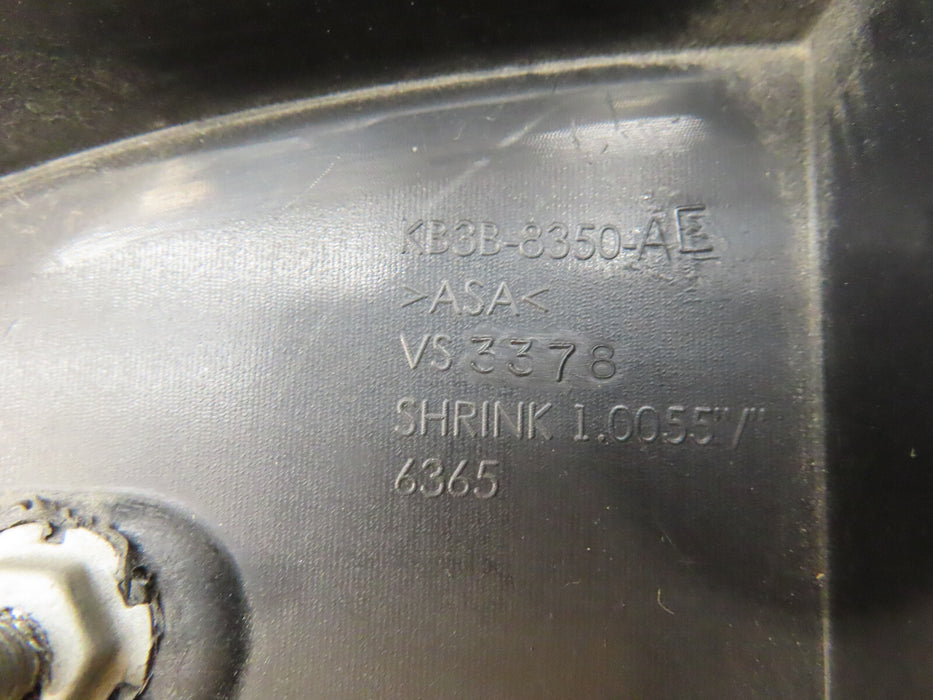 KB3B-8350-AE
>ASA<
VS 3378
SHRINK 1.0055"/"
6365